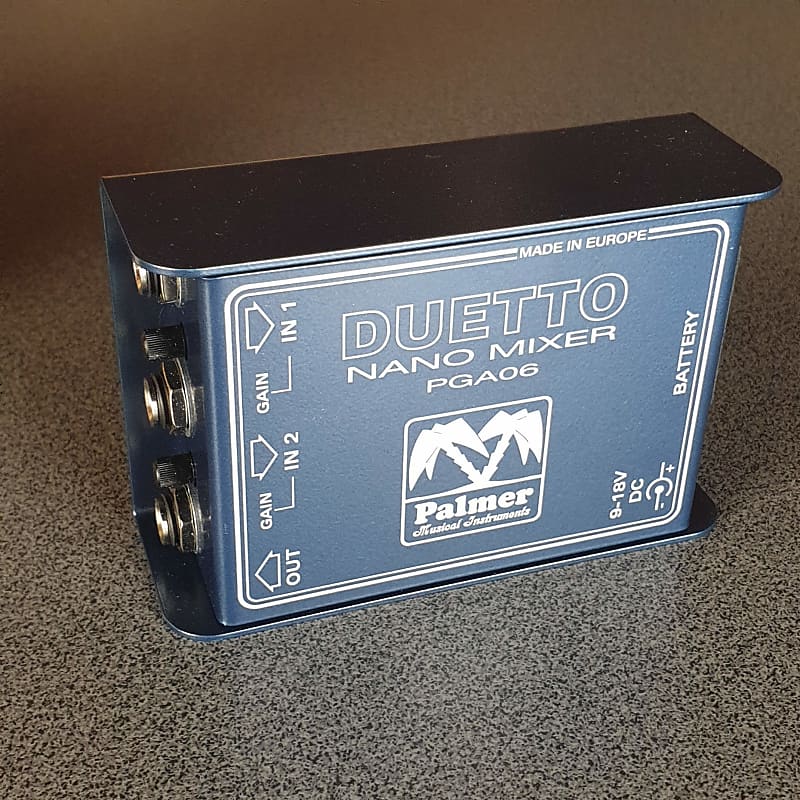 MADE IN EUROPE
DUETTO
NANO MIXER
PGA06
IN 1
GAIN
IN 2
GAIN
OUT
BATTERY
9-18V
DC
+
-
Palmer
Musical Instruments